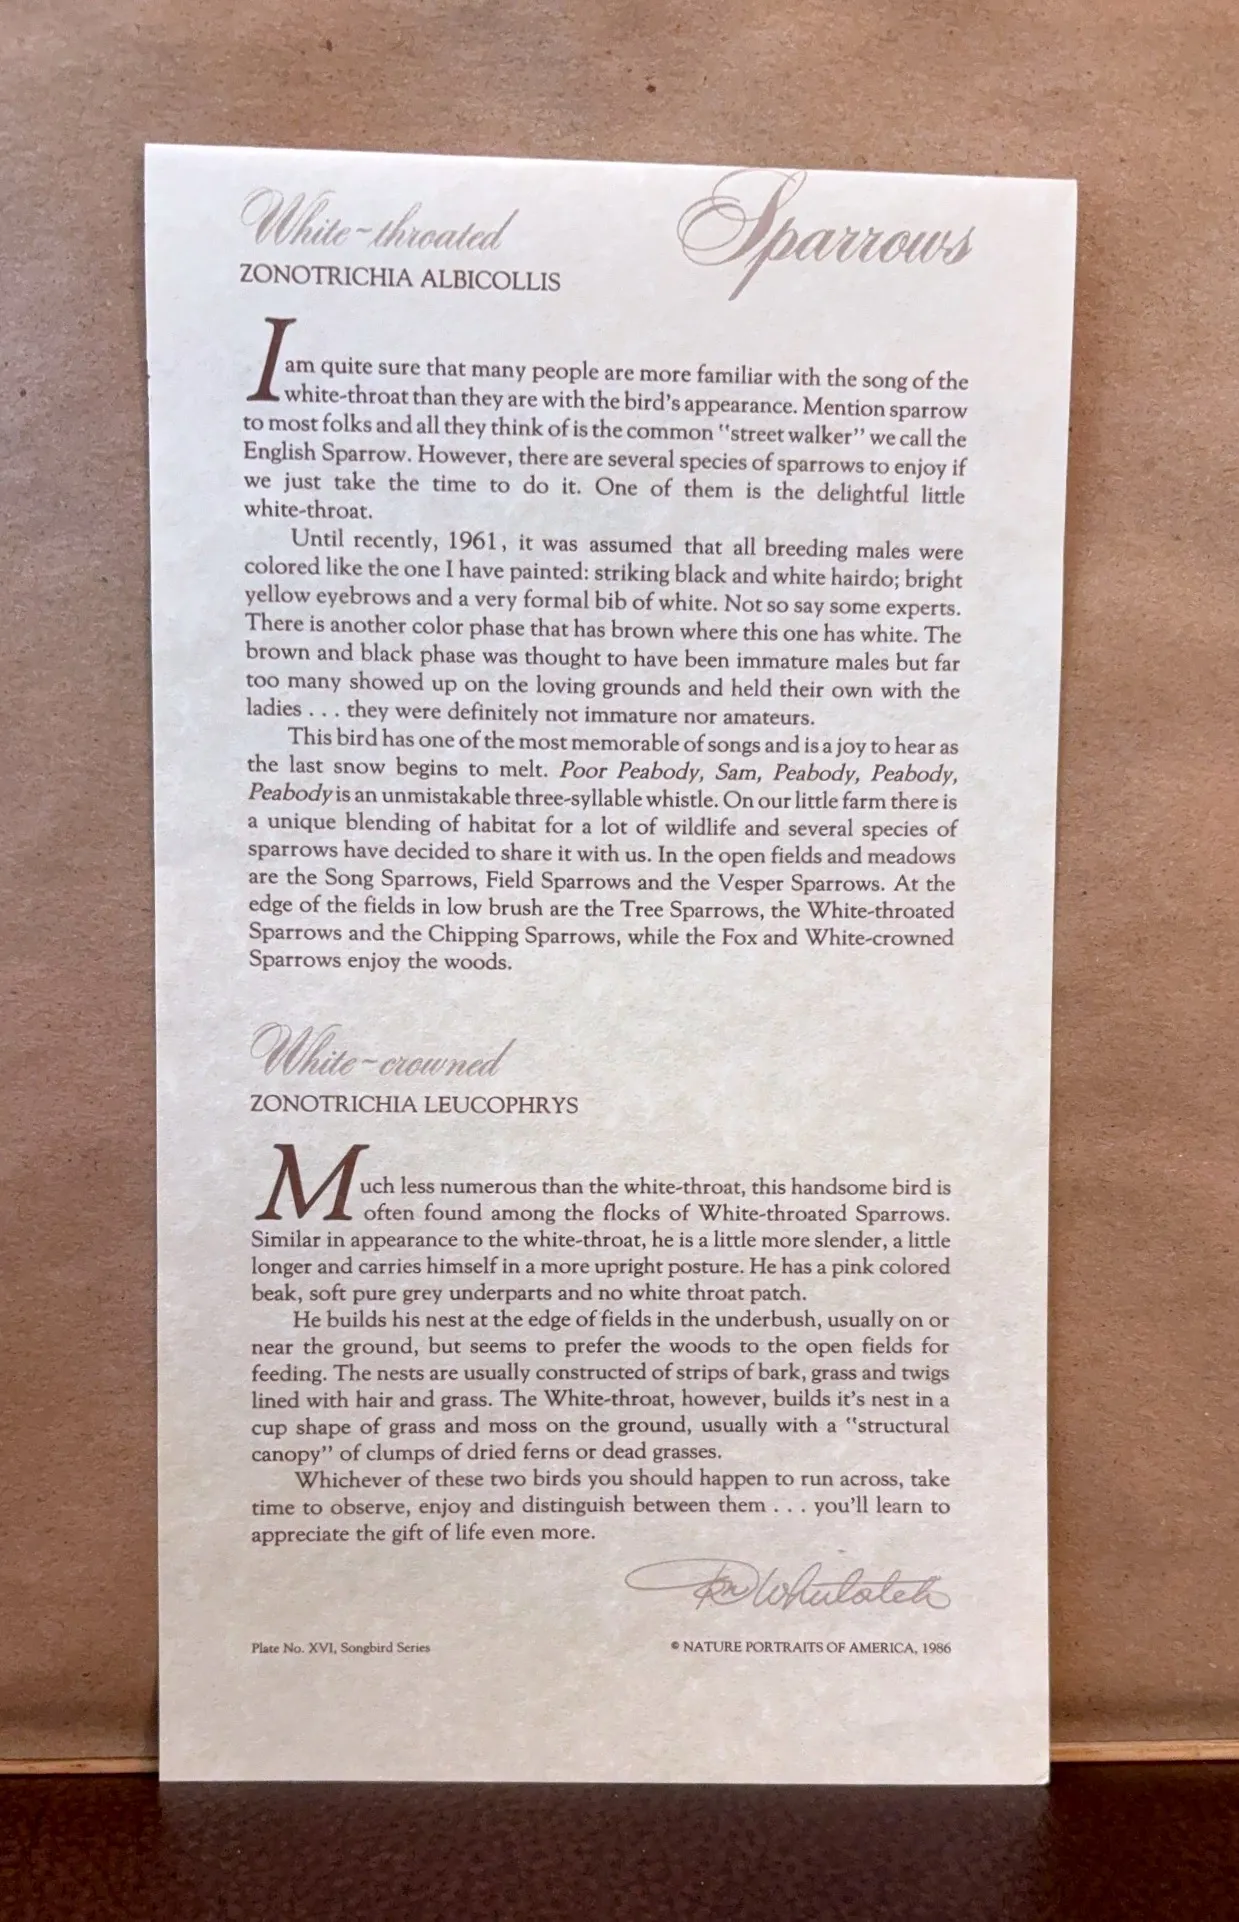 White-throated
Sparrows
ZONOTRICHIA ALBICOLLIS
I am quite sure that many people are more familiar with the song of the
white-throat than they are with the bird's appearance. Mention sparrow
to most folks and all they think of is the common "street walker" we call the
English Sparrow. However, there are several species of sparrows to enjoy if
we just take the time to do it. One of them is the delightful little
white-throat.
Until recently, 1961, it was assumed that all breeding males were
colored like the one I have painted: striking black and white hairdo; bright
yellow eyebrows and a very formal bib of white. Not so say some experts.
There is another color phase that has brown where this one has white. The
brown and black phase was thought to have been immature males but far
too many showed up on the loving grounds and held their own with the
ladies . . . they were definitely not immature nor amateurs.
This bird has one of the most memorable of songs and is a joy to hear as
the last snow begins to melt. Poor Peabody, Sam, Peabody, Peabody,
Peabody is an unmistakable three-syllable whistle. On our little farm there is
a unique blending of habitat for a lot of wildlife and several species of
sparrows have decided to share it with us. In the open fields and meadows
are the Song Sparrows, Field Sparrows and the Vesper Sparrows. At the
edge of the fields in low brush are the Tree Sparrows, the White-throated
Sparrows and the Chipping Sparrows, while the Fox and White-crowned
Sparrows enjoy the woods.
White-crowned
ZONOTRICHIA LEUCOPHRYS
Much less numerous than the white-throat, this handsome bird is
often found among the flocks of White-throated Sparrows.
Similar in appearance to the white-throat, he is a little more slender, a little
longer and carries himself in a more upright posture. He has a pink colored
beak, soft pure grey underparts and no white throat patch.
He builds his nest at the edge of fields in the underbush, usually on or
near the ground, but seems to prefer the woods to the open fields for
feeding. The nests are usually constructed of strips of bark, grass and twigs
lined with hair and grass. The White-throat, however, builds it's nest in a
cup shape of grass and moss on the ground, usually with a "structural
canopy" of clumps of dried ferns or dead grasses.
Whichever of these two birds you should happen to run across, take
time to observe, enjoy and distinguish between them . . . you'll learn to
appreciate the gift of life even more.
Don Whitlatch
Plate No. XVI, Songbird Series
© NATURE PORTRAITS OF AMERICA, 1986